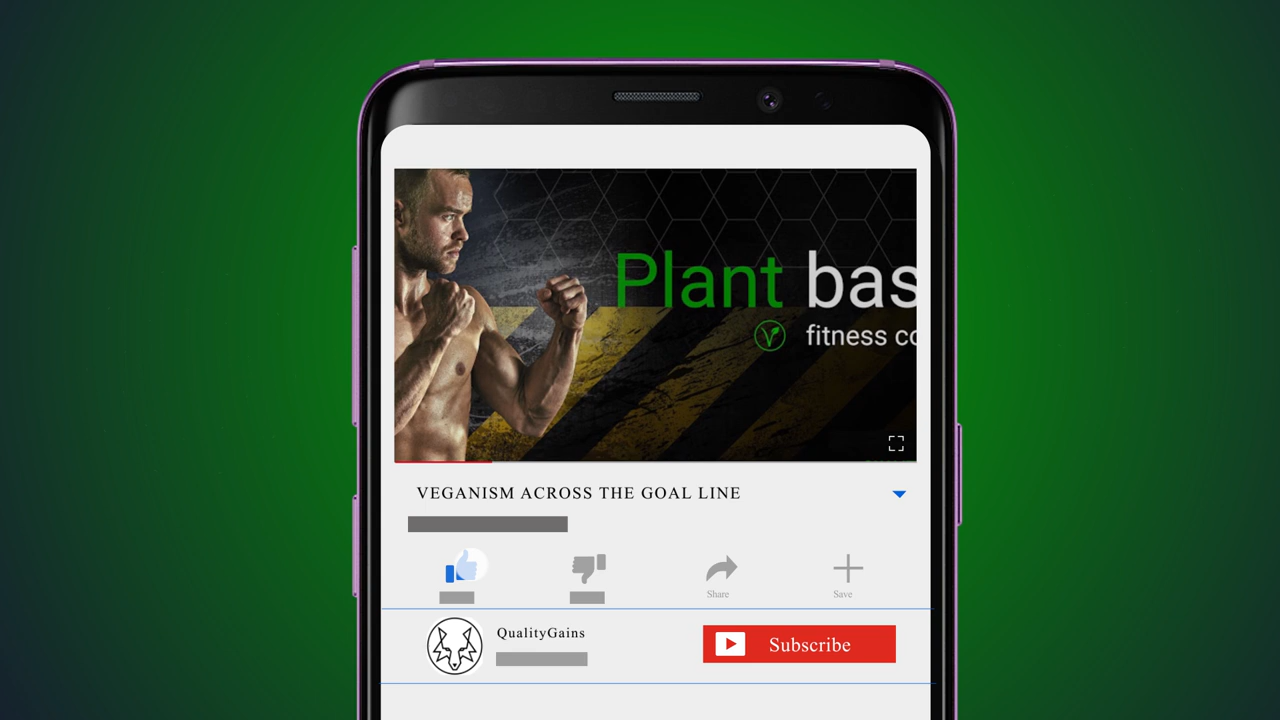 Plant bas
fitness co
VEGANISM ACROSS THE GOAL LINE
Share
Save
QualityGains
Subscribe